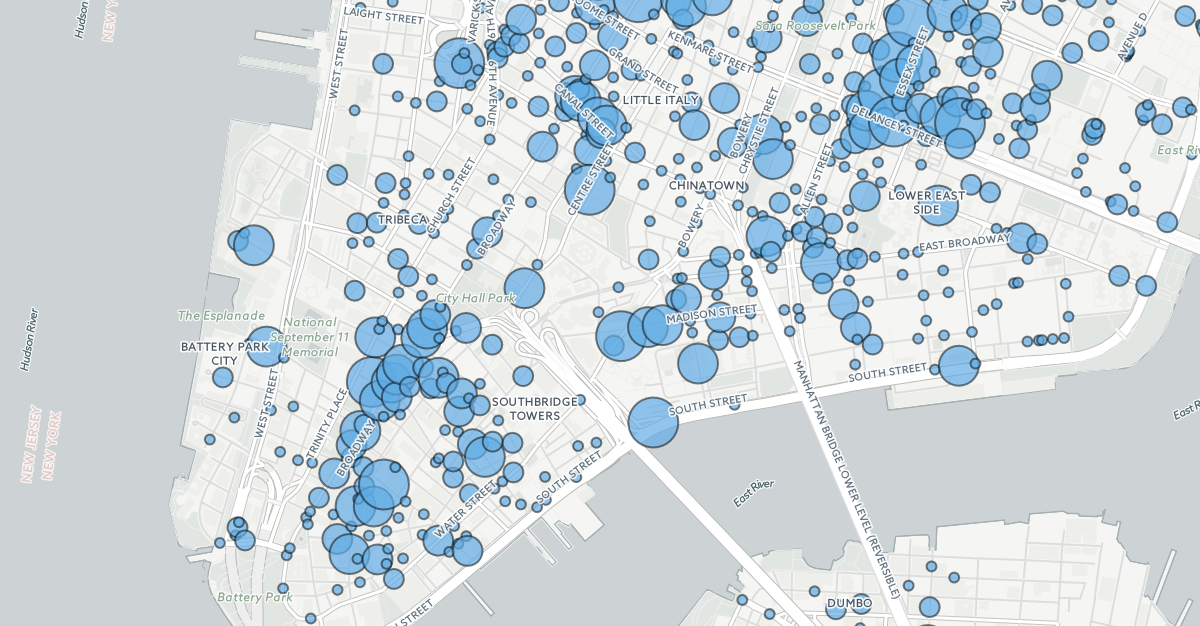 Hudson
NEW Y
LAIGHT STREET
VARICK S
6TH AVENUE
OOME STREET
KENMARE STREET
GRAND STREET
Sara Roosevelt Park
AVENUE D
WEST STREET
CANAL STREET
LITTLE ITALY
BOWERY
CHRYSTIE STREET
ESSEX STREET
DELANCEY STREET
East Riv
CHURCH STREET
CENTRE STREET
CHINATOWN
ALLEN STREET
LOWER EAST
SIDE
TRIBECA
BROADWAY
BOWERY
EAST BROADWAY
City Hall Park
The Esplanade
National
September 11
Memorial
MADISON STREET
Hudson River
BATTERY PARK
CITY
WEST STREET
TRINITY PLACE
BROADWAY
SOUTHBRIDGE
TOWERS
SOUTH STREET
SOUTH STREET
MANHATTAN BRIDGE LOWER LEVEL (REVERSIBLE)
East R
NEW JERSEY
NEW YORK
SOUTH STREET
WATER STREET
East River
Battery Park
STREET
DUMBO